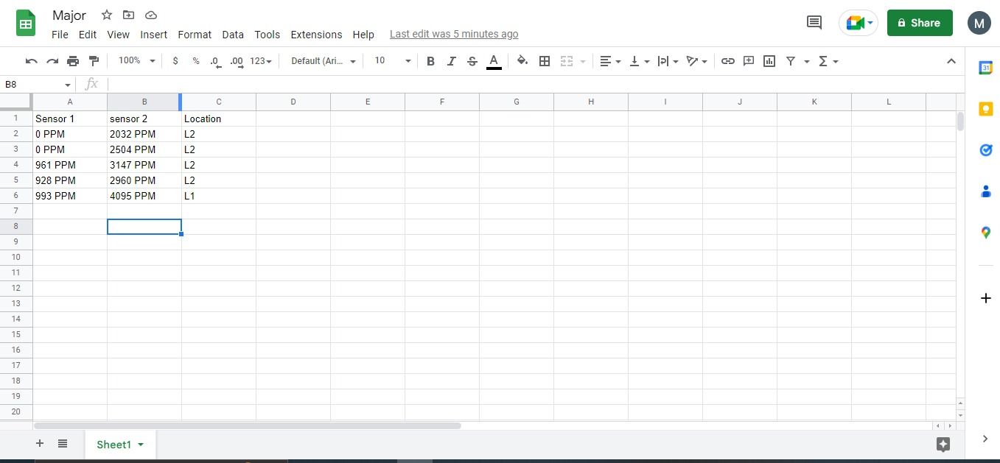 Major
File Edit View Insert Format Data Tools Extensions Help Last edit was 5 minutes ago
Share
M
100% $ % .0 .00 123 Default (Ari... 10 B I S A
31
B8 fx
A B C D E F G H I J K L
1 Sensor 1 sensor 2 Location
2 0 PPM 2032 PPM L2
3 0 PPM 2504 PPM L2
4 961 PPM 3147 PPM L2
5 928 PPM 2960 PPM L2
6 993 PPM 4095 PPM L1
7
8
9
10
11
12
13
14
15
16
17
18
19
20
Sheet1